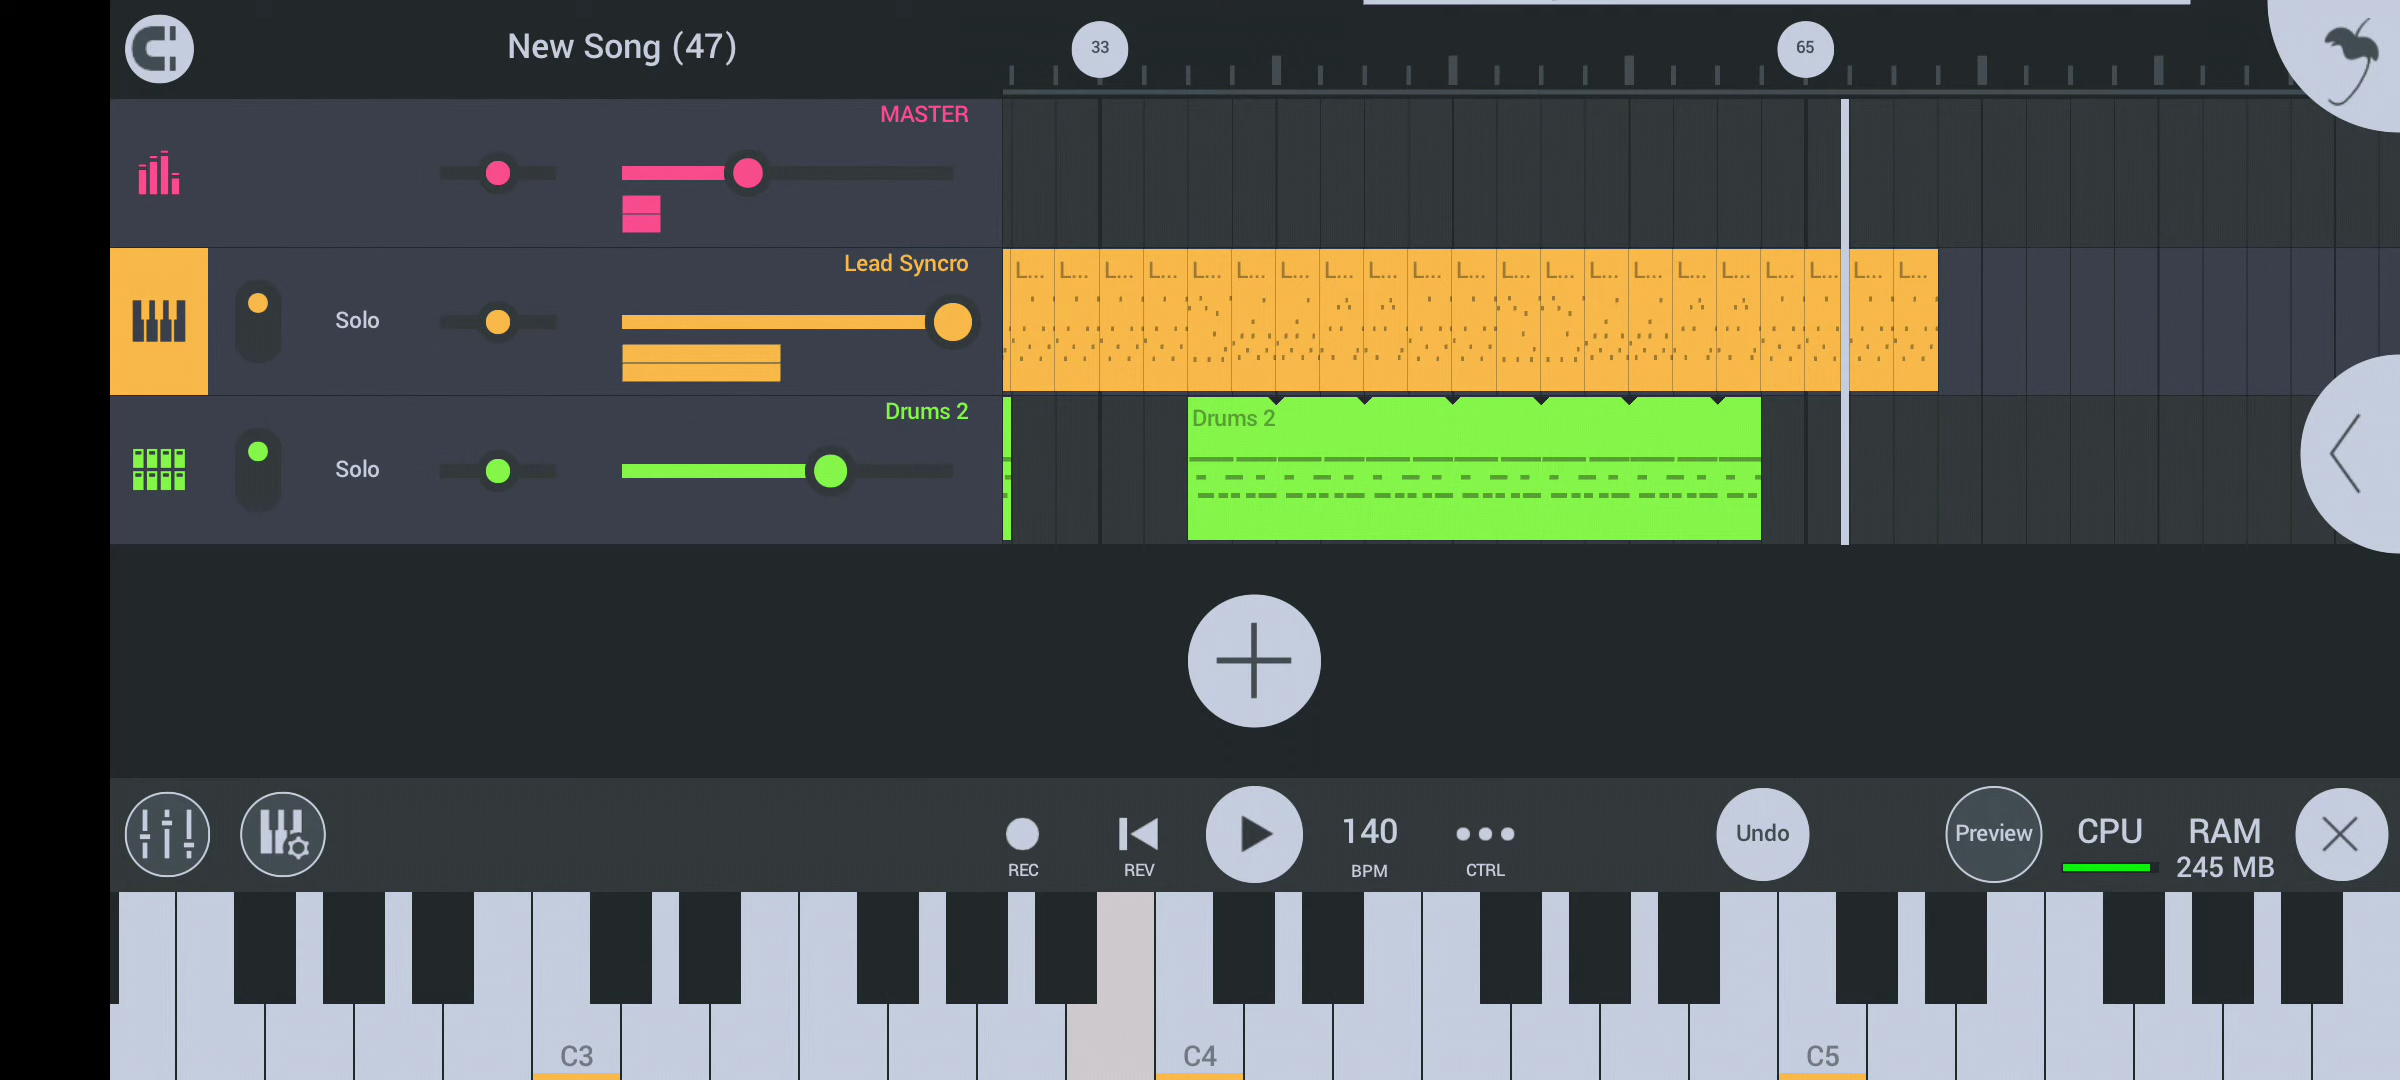 New Song (47)
33
65
MASTER
Lead Syncro
Solo
L... L... L... L... L... L... L... L... L... L... L... L... L... L... L... L... L... L... L... L... L...
Drums 2
Solo
Drums 2
REC
REV
140
BPM
CTRL
Undo
Preview
CPU
RAM
245 MB
C3
C4
C5